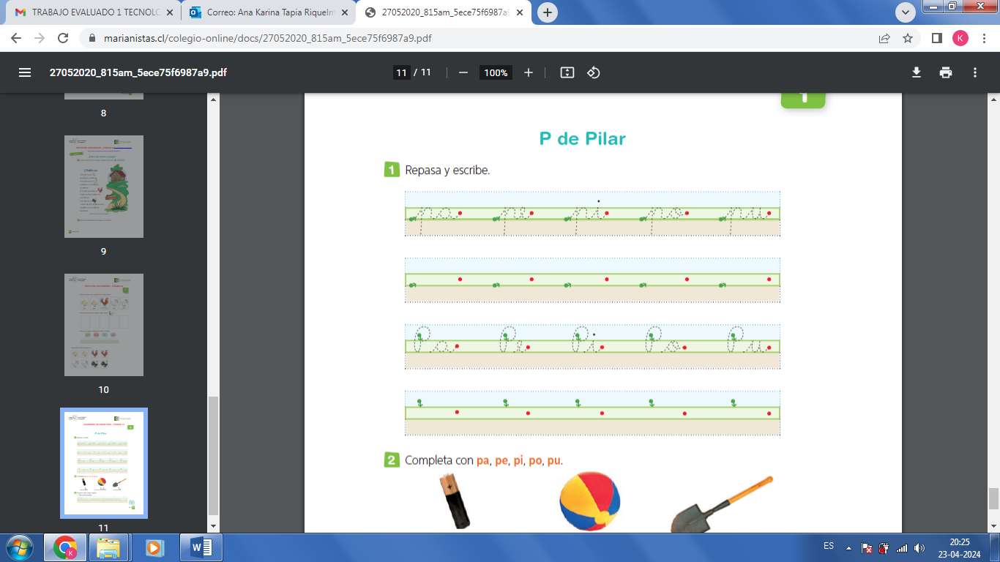 TRABAJO EVALUADO 1 TECNOLO
Correo: Ana Karina Tapia Riquelm
27052020_815am_5ece75f6987a9
marianistas.cl/colegio-online/docs/27052020_815am_5ece75f6987a9.pdf
K
27052020_815am_5ece75f6987a9.pdf
11 / 11
100%
8
9
10
11
1
P de Pilar
1 Repasa y escribe.
pa pe pi po pu
Pa Pe Pi Po Pu
2 Completa con pa, pe, pi, po, pu.
ES
20:25
23-04-2024